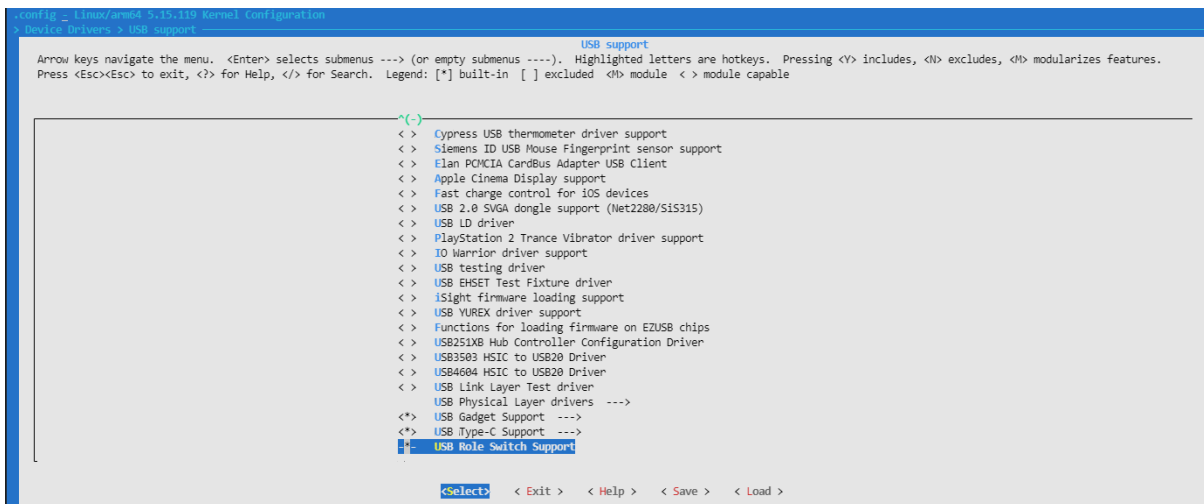 .config - Linux/arm64 5.15.119 Kernel Configuration
> Device Drivers > USB support
USB support
Arrow keys navigate the menu. <Enter> selects submenus ---> (or empty submenus ----). Highlighted letters are hotkeys. Pressing <Y> includes, <N> excludes, <M> modularizes features.
Press <Esc><Esc> to exit, <?> for Help, </> for Search. Legend: [*] built-in [ ] excluded <M> module < > module capable
^(-)
< > Cypress USB thermometer driver support
< > Siemens ID USB Mouse Fingerprint sensor support
< > Elan PCMCIA CardBus Adapter USB Client
< > Apple Cinema Display support
< > Fast charge control for iOS devices
< > USB 2.0 SVGA dongle support (Net2280/SiS315)
< > USB LD driver
< > PlayStation 2 Trance Vibrator driver support
< > IO Warrior driver support
< > USB testing driver
< > USB EHSET Test Fixture driver
< > iSight firmware loading support
< > USB YUREX driver support
< > Functions for loading firmware on EZUSB chips
< > USB251XB Hub Controller Configuration Driver
< > USB3503 HSIC to USB20 Driver
< > USB4604 HSIC to USB20 Driver
< > USB Link Layer Test driver
USB Physical Layer drivers --->
<*> USB Gadget Support --->
<*> USB Type-C Support --->
-*- USB Role Switch Support
<Select> < Exit > < Help > < Save > < Load >